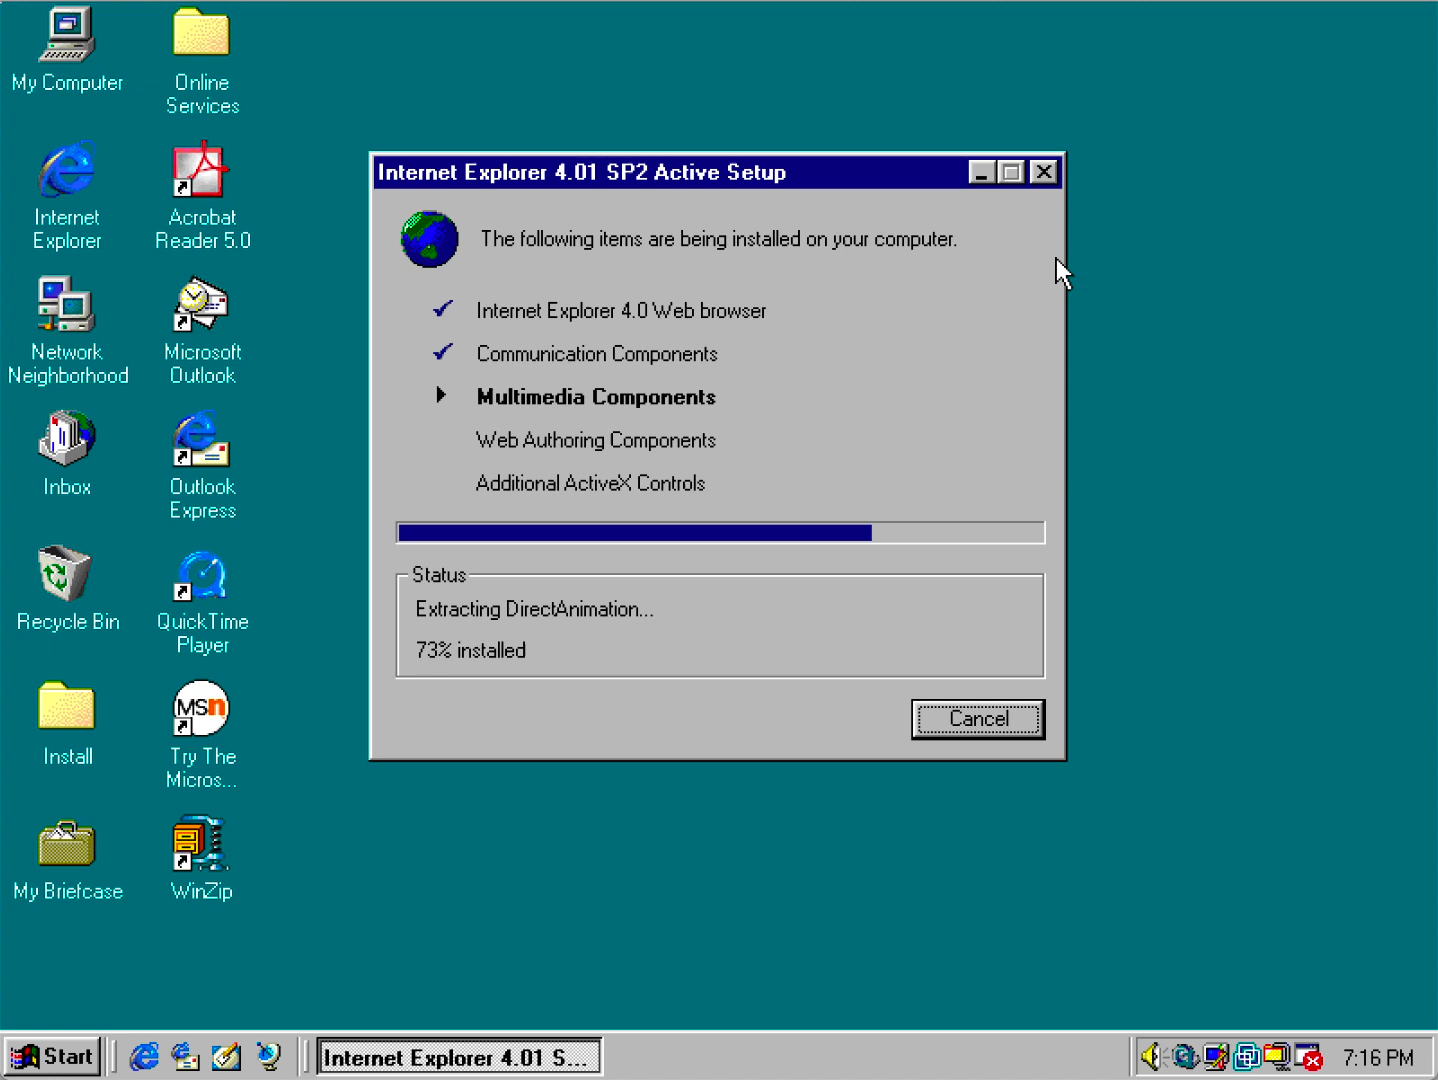 My Computer
Online
Services
Internet
Explorer
Acrobat
Reader 5.0
Network
Neighborhood
Microsoft
Outlook
Inbox
Outlook
Express
Recycle Bin
QuickTime
Player
Install
MSn
Try The
Micros...
My Briefcase
WinZip
Internet Explorer 4.01 SP2 Active Setup
The following items are being installed on your computer.
Internet Explorer 4.0 Web browser
Communication Components
Multimedia Components
Web Authoring Components
Additional ActiveX Controls
Status
Extracting DirectAnimation...
73% installed
Cancel
Start
Internet Explorer 4.01 S...
7:16 PM